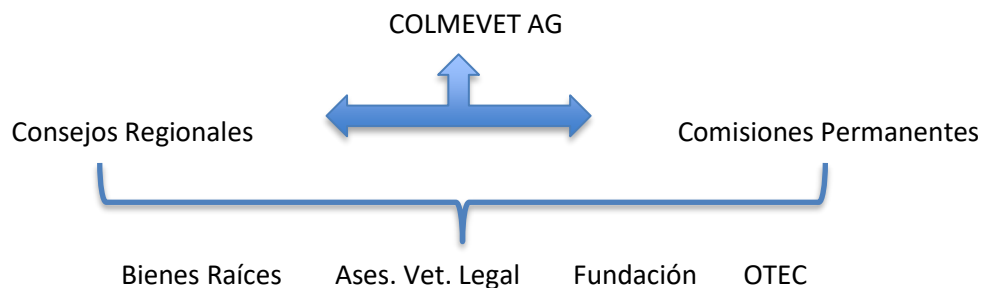 COLMEVET AG
Consejos Regionales Comisiones Permanentes
Bienes Raíces Ases. Vet. Legal Fundación OTEC